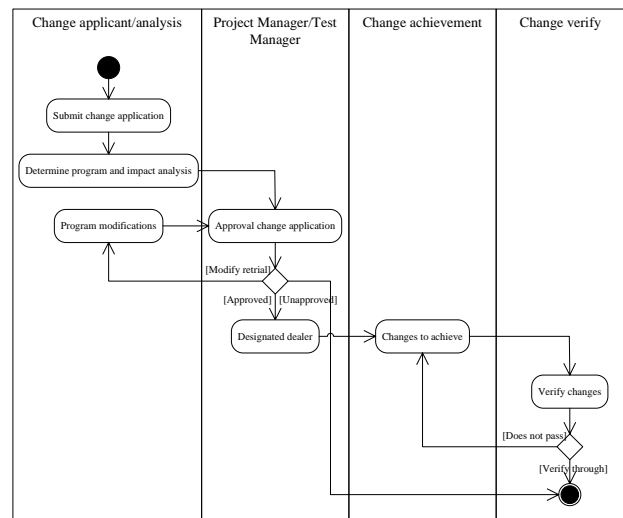 Change applicant/analysis
Project Manager/Test
Manager
Change achievement
Change verify
Submit change application
Determine program and impact analysis
Program modifications
Approval change application
[Modify retrial]
[Approved]
[Unapproved]
Designated dealer
Changes to achieve
Verify changes
[Does not pass]
[Verify through]